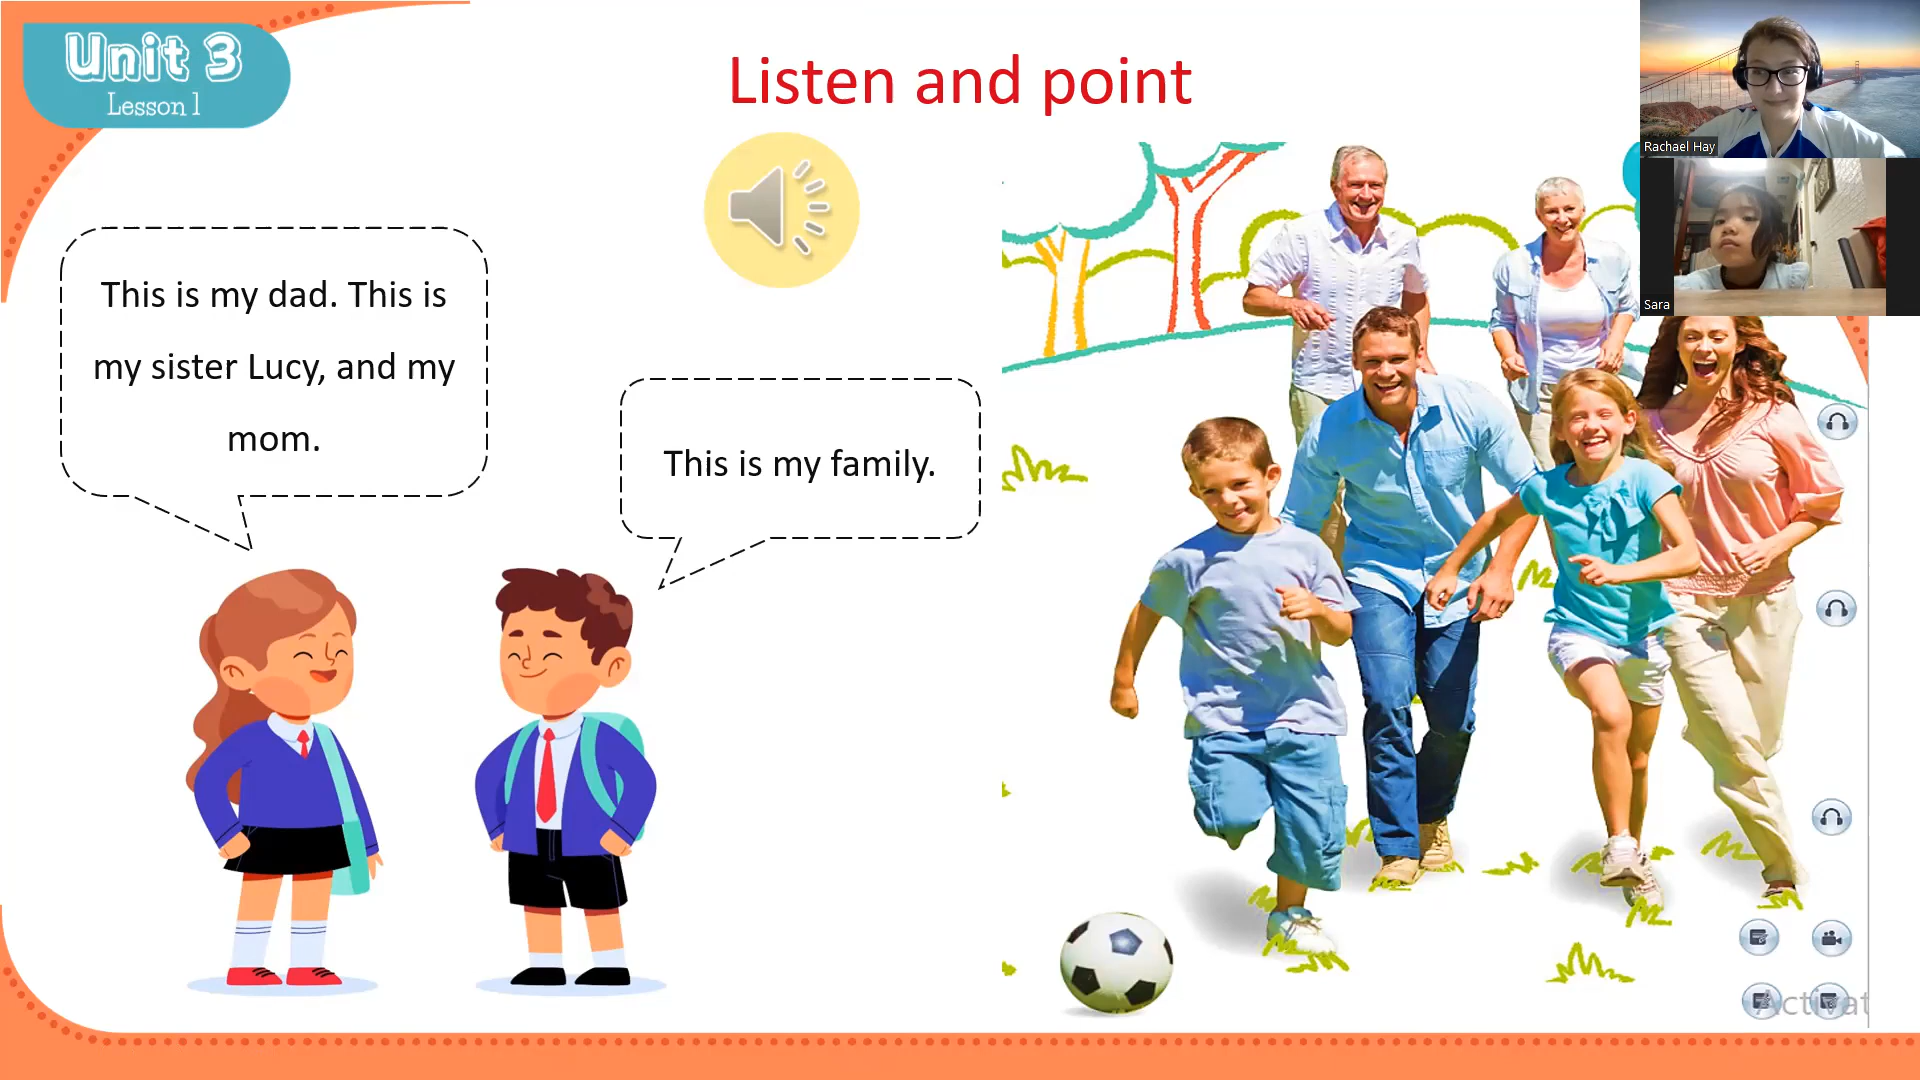 Unit 3
Lesson 1
Listen and point
Rachael Hay
Sara
This is my dad. This is
my sister Lucy, and my
mom.
This is my family.
Activat